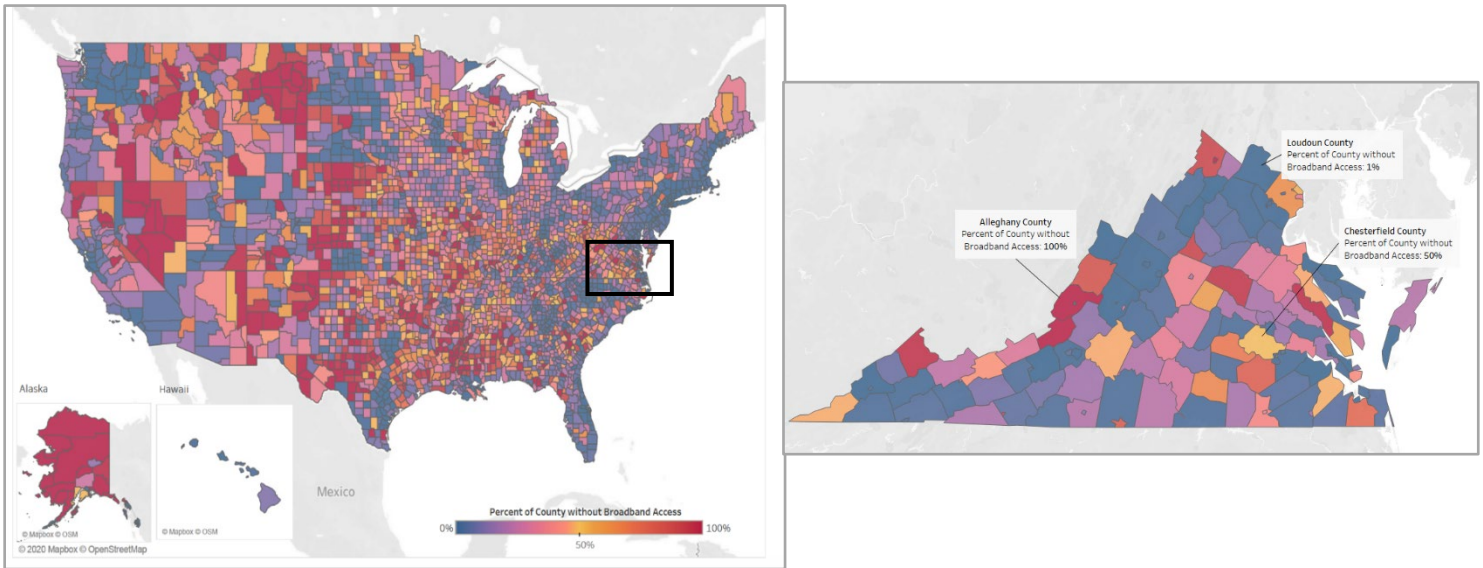 Alaska
Hawaii
© Mapbox © OSM
© Mapbox © OSM
Mexico
© 2020 Mapbox © OpenStreetMap
Percent of County without Broadband Access
0%
100%
50%
Loudoun County
Percent of County without
Broadband Access: 1%
Alleghany County
Percent of County without
Broadband Access: 100%
Chesterfield County
Percent of County without
Broadband Access: 50%